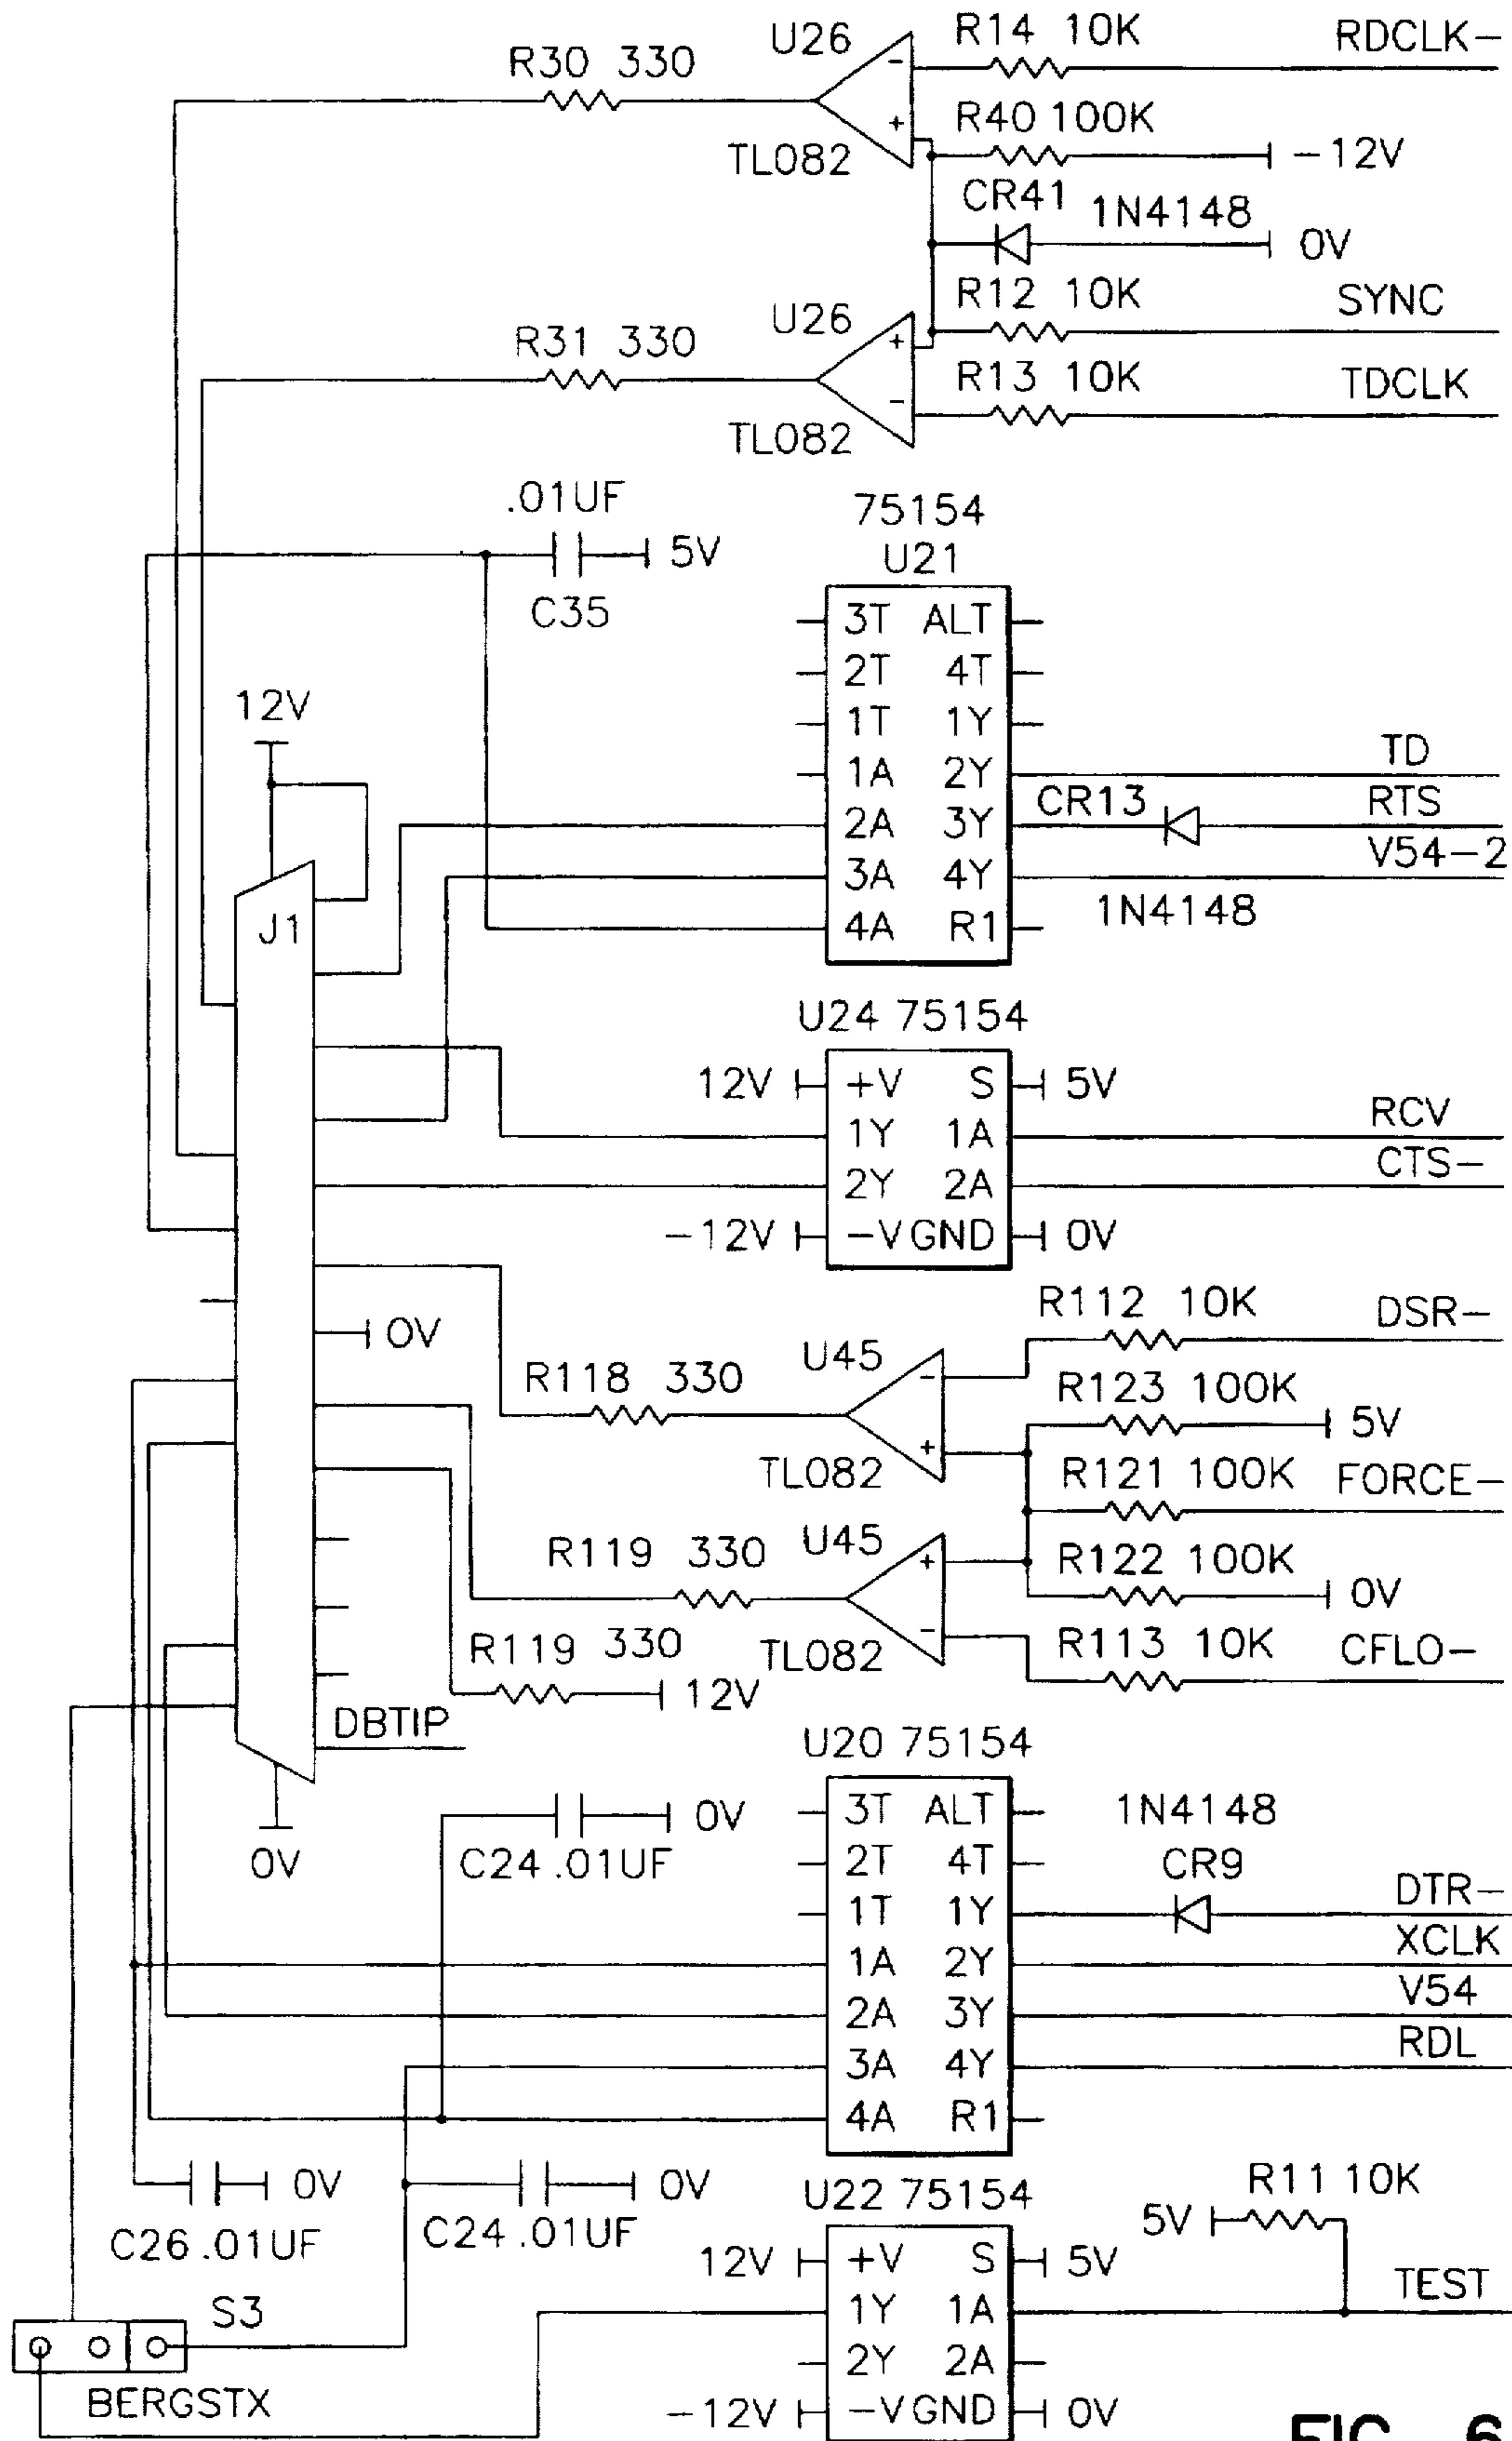 U26
R14 10K
RDCLK-
R30 330
-
+
R40 100K
-12V
TL082
CR41
1N4148
0V
R12 10K
SYNC
U26
+
R31 330
R13 10K
TDCLK
-
TL082
.01UF
5V
C35
75154
U21
3T ALT
2T 4T
1T 1Y
1A 2Y
2A 3Y
3A 4Y
4A R1
TD
CR13
RTS
V54-2
1N4148
12V
J1
U24 75154
12V
+V S
5V
1Y 1A
RCV
2Y 2A
CTS-
-12V
-V GND
0V
0V
R112 10K
DSR-
U45
-
R118 330
R123 100K
5V
+
TL082
R121 100K
FORCE-
U45
+
R119 330
R122 100K
0V
-
R119 330
TL082
R113 10K
CFLO-
12V
DBTIP
0V
U20 75154
3T ALT
2T 4T
1T 1Y
1A 2Y
2A 3Y
3A 4Y
4A R1
1N4148
CR9
DTR-
XCLK
V54
RDL
0V
C24 .01UF
0V
C26 .01UF
0V
C24 .01UF
U22 75154
R11 10K
5V
12V
+V S
5V
1Y 1A
TEST
2Y 2A
-12V
-V GND
0V
S3
BERGSTX
FIG. 6